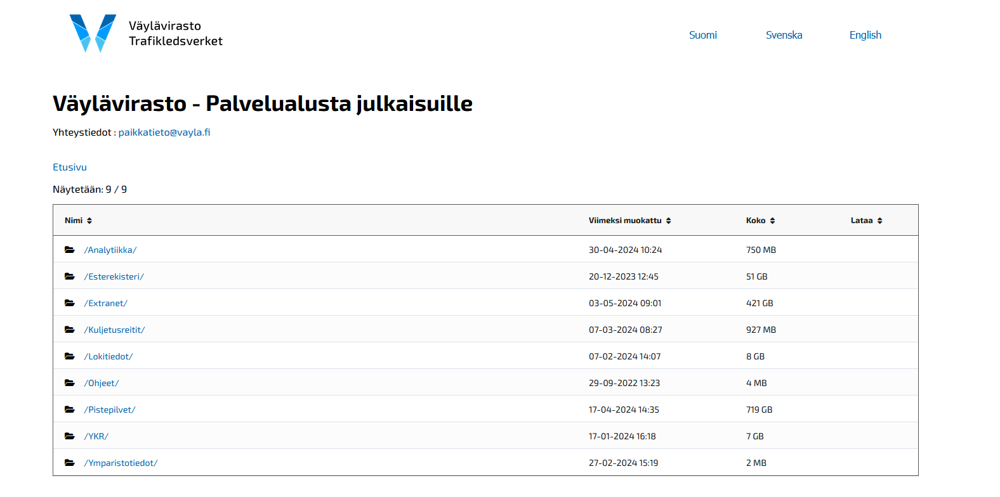 Väylävirasto
Trafikledsverket
Suomi Svenska English
Väylävirasto - Palvelualusta julkaisuille
Yhteystiedot : paikkatieto@vayla.fi
Etusivu
Näytetään: 9 / 9
Nimi Viimeksi muokattu Koko Lataa
/Analytiikka/ 30-04-2024 10:24 750 MB
/Esterekisteri/ 20-12-2023 12:45 51 GB
/Extranet/ 03-05-2024 09:01 421 GB
/Kuljetusreitit/ 07-03-2024 08:27 927 MB
/Lokitiedot/ 07-02-2024 14:07 8 GB
/Ohjeet/ 29-09-2022 13:23 4 MB
/Pistepilvet/ 17-04-2024 14:35 719 GB
/YKR/ 17-01-2024 16:18 7 GB
/Ymparistotiedot/ 27-02-2024 15:19 2 MB